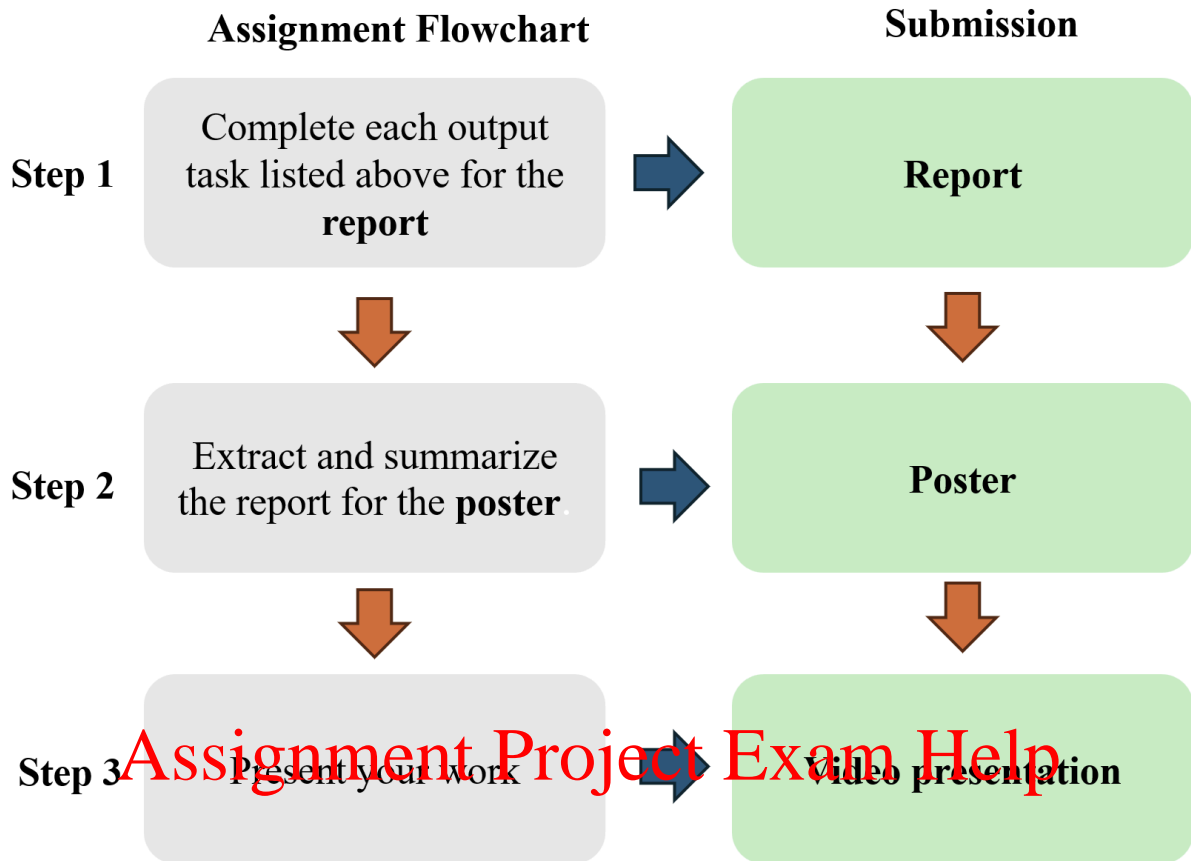 Assignment Flowchart
Submission
Step 1
Complete each output
task listed above for the
report
Report
Step 2
Extract and summarize
the report for the poster.
Poster
Step 3
Present your work
Video presentation
Assignment Project Exam Help